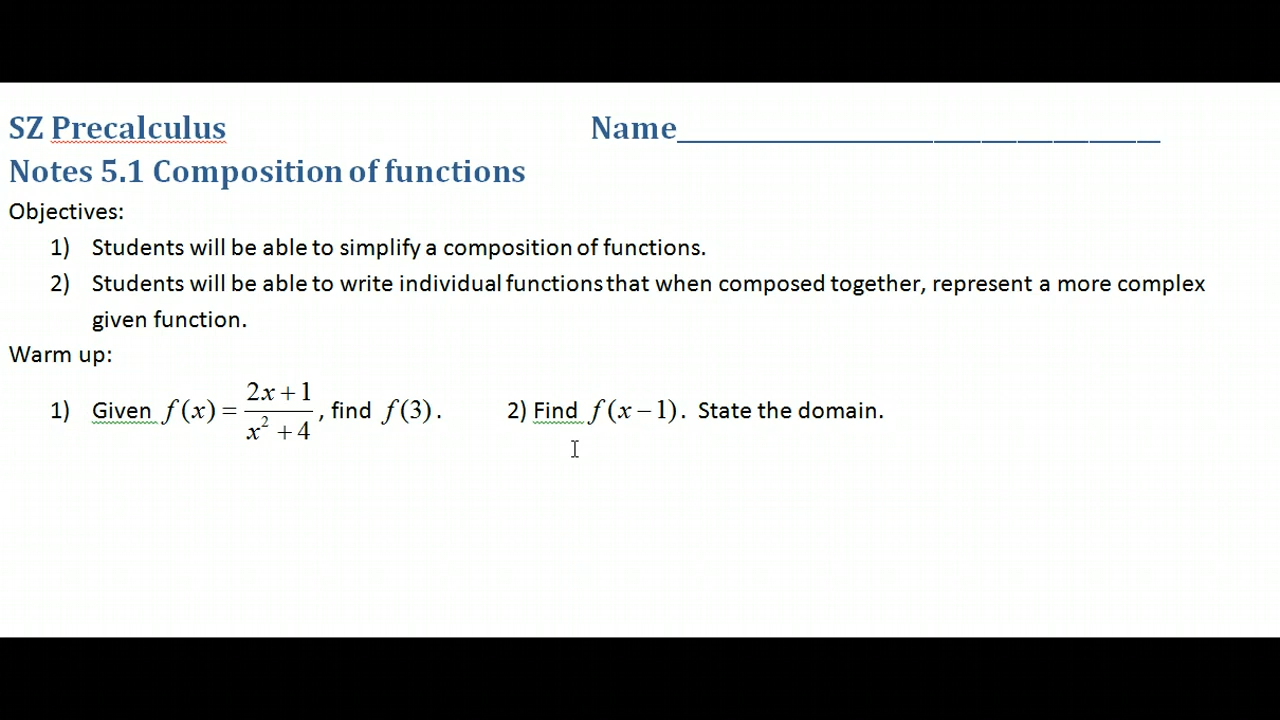 SZ Precalculus Name______________________________
Notes 5.1 Composition of functions
Objectives:
1) Students will be able to simplify a composition of functions.
2) Students will be able to write individual functions that when composed together, represent a more complex
given function.
Warm up:
1) Given f(x) = (2x+1)/(x²+4), find f(3). 2) Find f(x−1). State the domain.